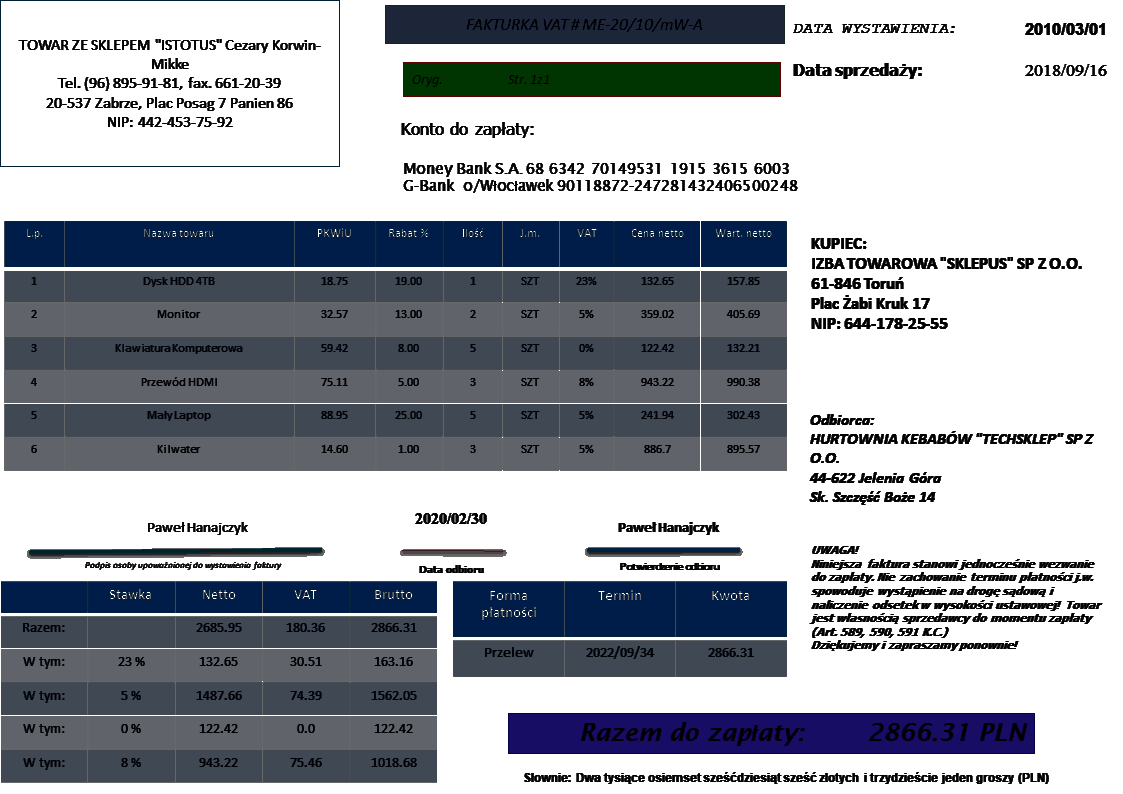 TOWAR ZE SKLEPEM "ISTOTUS" Cezary Korwin-
Mikke
Tel. (96) 895-91-81, fax. 661-20-39
20-537 Zabrze, Plac Posag 7 Panien 86
NIP: 442-453-75-92
FAKTURKA VAT # ME-20/10/mW-A
Oryg. Str. 1z1
DATA WYSTAWIENIA: 2010/03/01
Data sprzedaży: 2018/09/16
Konto do zapłaty:
Money Bank S.A. 68 6342 70149531 1915 3615 6003
G-Bank o/Włocławek 90118872-247281432406500248
L.p. Nazwa towaru PKWiU Rabat % Ilość J.m. VAT Cena netto Wart. netto
1 Dysk HDD 4TB 18.75 19.00 1 SZT 23% 132.65 157.85
2 Monitor 32.57 13.00 2 SZT 5% 359.02 405.69
3 Klawiatura Komputerowa 59.42 8.00 5 SZT 0% 122.42 132.21
4 Przewód HDMI 75.11 5.00 3 SZT 8% 943.22 990.38
5 Mały Laptop 88.95 25.00 5 SZT 5% 241.94 302.43
6 Kilwater 14.60 1.00 3 SZT 5% 886.7 895.57
KUPIEC:
IZBA TOWAROWA "SKLEPUS" SP Z O.O.
61-846 Toruń
Plac Żabi Kruk 17
NIP: 644-178-25-55
Odbiorca:
HURTOWNIA KEBABÓW "TECHSKLEP" SP Z
O.O.
44-622 Jelenia Góra
Sk. Szczęść Boże 14
Paweł Hanajczyk
Podpis osoby upoważnionej do wystawienia faktury
2020/02/30
Data odbioru
Paweł Hanajczyk
Potwierdzenie odbioru
UWAGA!
Niniejsza faktura stanowi jednocześnie wezwanie
do zapłaty. Nie zachowanie terminu płatności j.w.
spowoduje wystąpienie na drogę sądową i
naliczenie odsetek w wysokości ustawowej! Towar
jest własnością sprzedawcy do momentu zapłaty
(Art. 589, 590, 591 K.C.)
Dziękujemy i zapraszamy ponownie!
Stawka Netto VAT Brutto
Razem: 2685.95 180.36 2866.31
W tym: 23 % 132.65 30.51 163.16
W tym: 5 % 1487.66 74.39 1562.05
W tym: 0 % 122.42 0.0 122.42
W tym: 8 % 943.22 75.46 1018.68
Forma płatności Termin Kwota
Przelew 2022/09/34 2866.31
Razem do zapłaty: 2866.31 PLN
Słownie: Dwa tysiące osiemset sześćdziesiąt sześć złotych i trzydzieście jeden groszy (PLN)